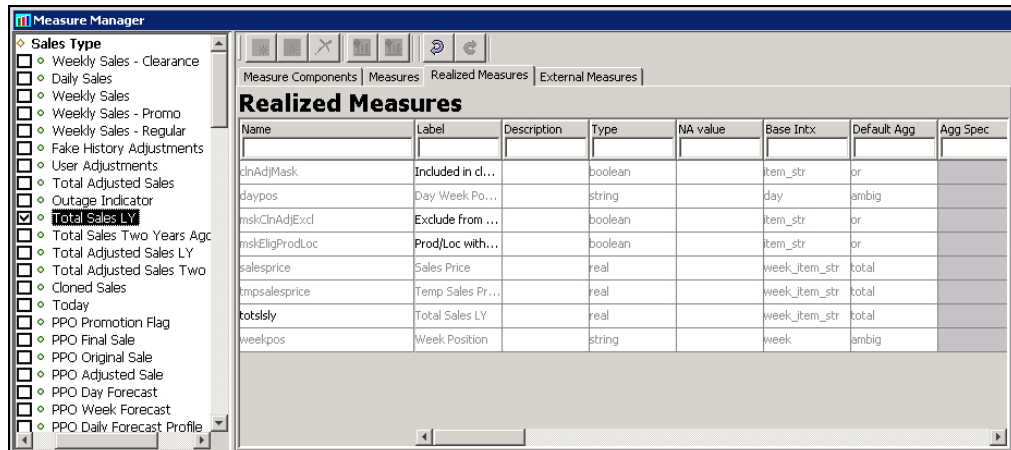 Measure Manager
Sales Type
Weekly Sales - Clearance
Daily Sales
Weekly Sales
Weekly Sales - Promo
Weekly Sales - Regular
Fake History Adjustments
User Adjustments
Total Adjusted Sales
Outage Indicator
Total Sales LY
Total Sales Two Years Ago
Total Adjusted Sales LY
Total Adjusted Sales Two
Cloned Sales
Today
PPO Promotion Flag
PPO Final Sale
PPO Original Sale
PPO Adjusted Sale
PPO Day Forecast
PPO Week Forecast
PPO Daily Forecast Profile
Measure Components Measures Realized Measures External Measures
Realized Measures
Name Label Description Type NA value Base Intx Default Agg Agg Spec
clnAdjMask Included in cl... boolean item_str or
daypos Day Week Po... string day ambig
mskClnAdjExcl Exclude from ... boolean item_str or
mskEligProdLoc Prod/Loc with... boolean item_str or
salesprice Sales Price real week_item_str total
tmpsalesprice Temp Sales Pr... real week_item_str total
totslsly Total Sales LY real week_item_str total
weekpos Week Position string week ambig